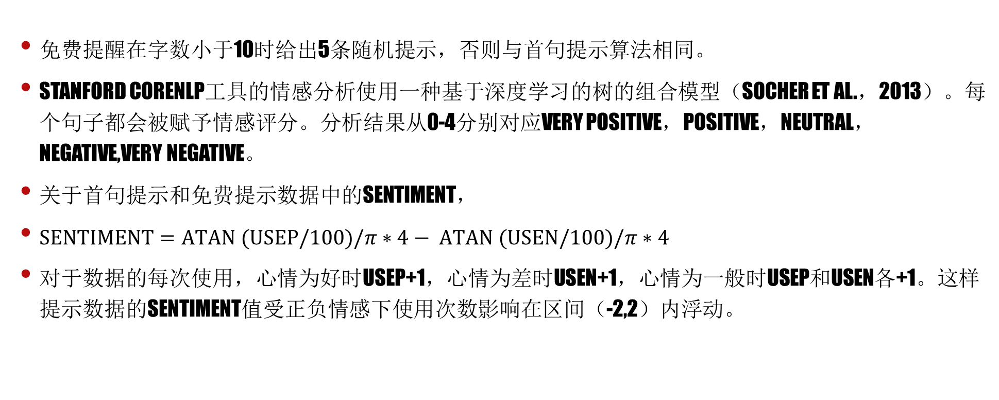 • 免费提醒在字数小于10时给出5条随机提示，否则与首句提示算法相同。
• STANFORD CORENLP工具的情感分析使用一种基于深度学习的树的组合模型（SOCHER ET AL.，2013）。每
个句子都会被赋予情感评分。分析结果从0-4分别对应VERY POSITIVE，POSITIVE，NEUTRAL，
NEGATIVE,VERY NEGATIVE。
• 关于首句提示和免费提示数据中的SENTIMENT，
• SENTIMENT = ATAN (USEP/100)/π * 4 − ATAN (USEN/100)/π * 4
• 对于数据的每次使用，心情为好时USEP+1，心情为差时USEN+1，心情为一般时USEP和USEN各+1。这样
提示数据的SENTIMENT值受正负情感下使用次数影响在区间（-2,2）内浮动。